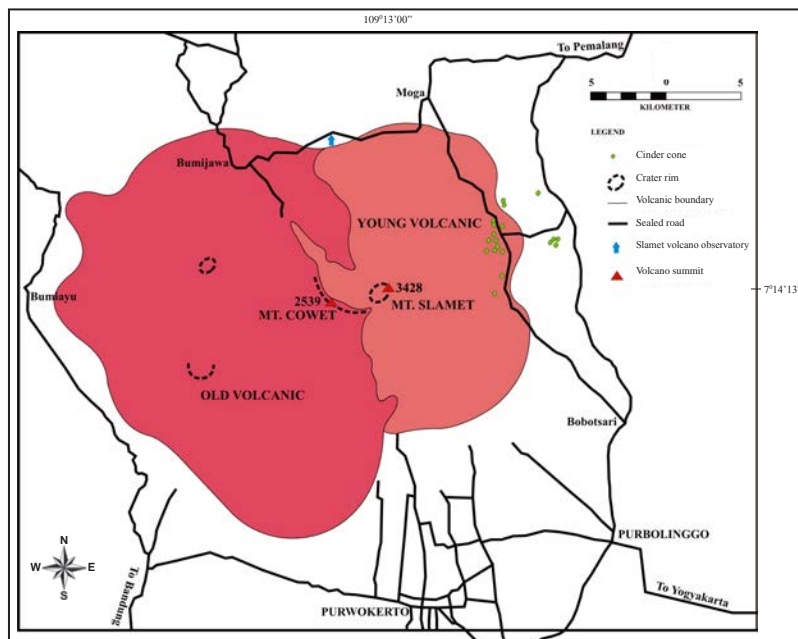 109°13'00"
To Pemalang
Moga
5 0 5
KILOMETER
LEGEND
Cinder cone
Crater rim
Volcanic boundary
Sealed road
Slamet volcano observatory
Volcano summit
Bumijawa
YOUNG VOLCANIC
Bumiayu
3428
2539
MT. SLAMET
MT. COWET
7°14'13
OLD VOLCANIC
Bobotsari
N
W E
S
PURBOLINGGO
To Bandung
PURWOKERTO
To Yogyakarta